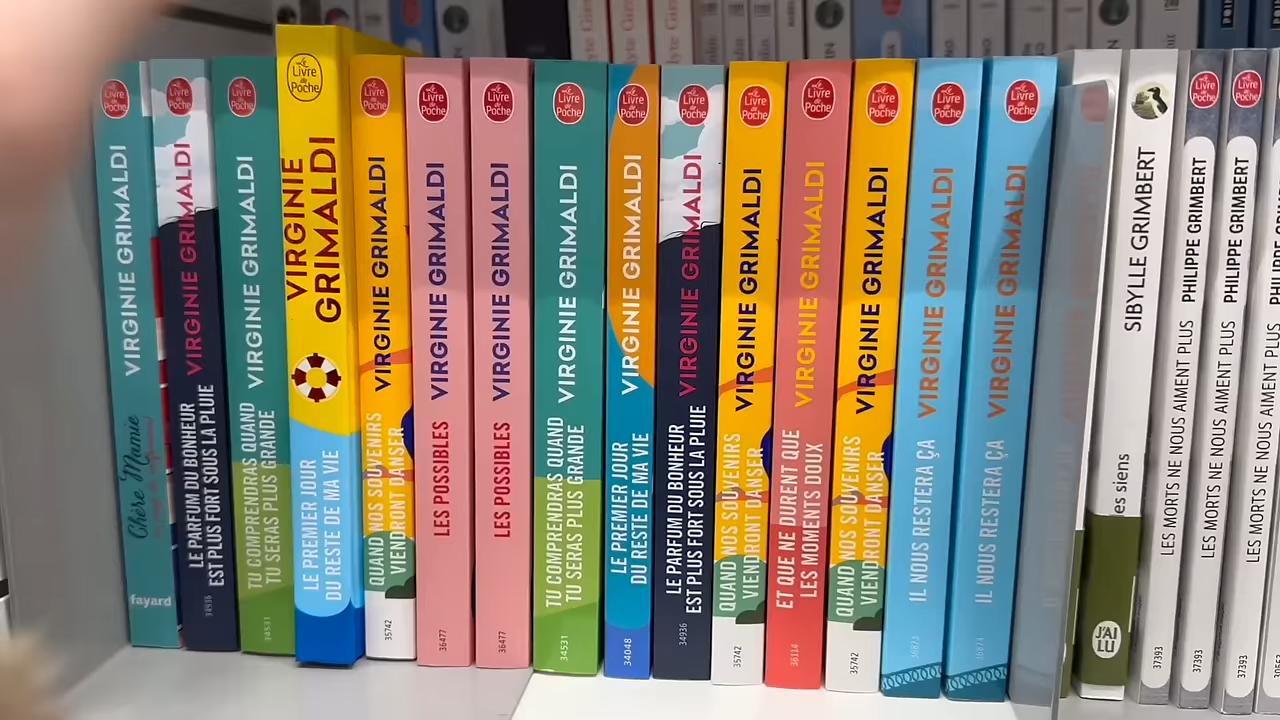 Le Livre de Poche
VIRGINIE GRIMALDI
Chère Mamie
fayard
Le Livre de Poche
VIRGINIE GRIMALDI
LE PARFUM DU BONHEUR
EST PLUS FORT SOUS LA PLUIE
34936
Le Livre de Poche
VIRGINIE GRIMALDI
TU COMPRENDRAS QUAND
TU SERAS PLUS GRANDE
34531
Le Livre de Poche
VIRGINIE
GRIMALDI
LE PREMIER JOUR
DU RESTE DE MA VIE
Le Livre de Poche
VIRGINIE GRIMALDI
QUAND NOS SOUVENIRS
VIENDRONT DANSER
35742
Le Livre de Poche
VIRGINIE GRIMALDI
LES POSSIBLES
36477
Le Livre de Poche
VIRGINIE GRIMALDI
LES POSSIBLES
36477
Le Livre de Poche
VIRGINIE GRIMALDI
TU COMPRENDRAS QUAND
TU SERAS PLUS GRANDE
34531
Le Livre de Poche
VIRGINIE GRIMALDI
LE PREMIER JOUR
DU RESTE DE MA VIE
34048
Le Livre de Poche
VIRGINIE GRIMALDI
LE PARFUM DU BONHEUR
EST PLUS FORT SOUS LA PLUIE
34936
Le Livre de Poche
VIRGINIE GRIMALDI
QUAND NOS SOUVENIRS
VIENDRONT DANSER
35742
Le Livre de Poche
VIRGINIE GRIMALDI
ET QUE NE DURENT QUE
LES MOMENTS DOUX
36114
Le Livre de Poche
VIRGINIE GRIMALDI
QUAND NOS SOUVENIRS
VIENDRONT DANSER
35742
Le Livre de Poche
VIRGINIE GRIMALDI
IL NOUS RESTERA ÇA
Le Livre de Poche
VIRGINIE GRIMALDI
IL NOUS RESTERA ÇA
SIBYLLE GRIMBERT
es siens
J'AI LU
37393
Le Livre de Poche
PHILIPPE GRIMBERT
LES MORTS NE NOUS AIMENT PLUS
37393
Le Livre de Poche
PHILIPPE GRIMBERT
LES MORTS NE NOUS AIMENT PLUS
37393
LES MORTS NE NOUS AIMENT PLUS